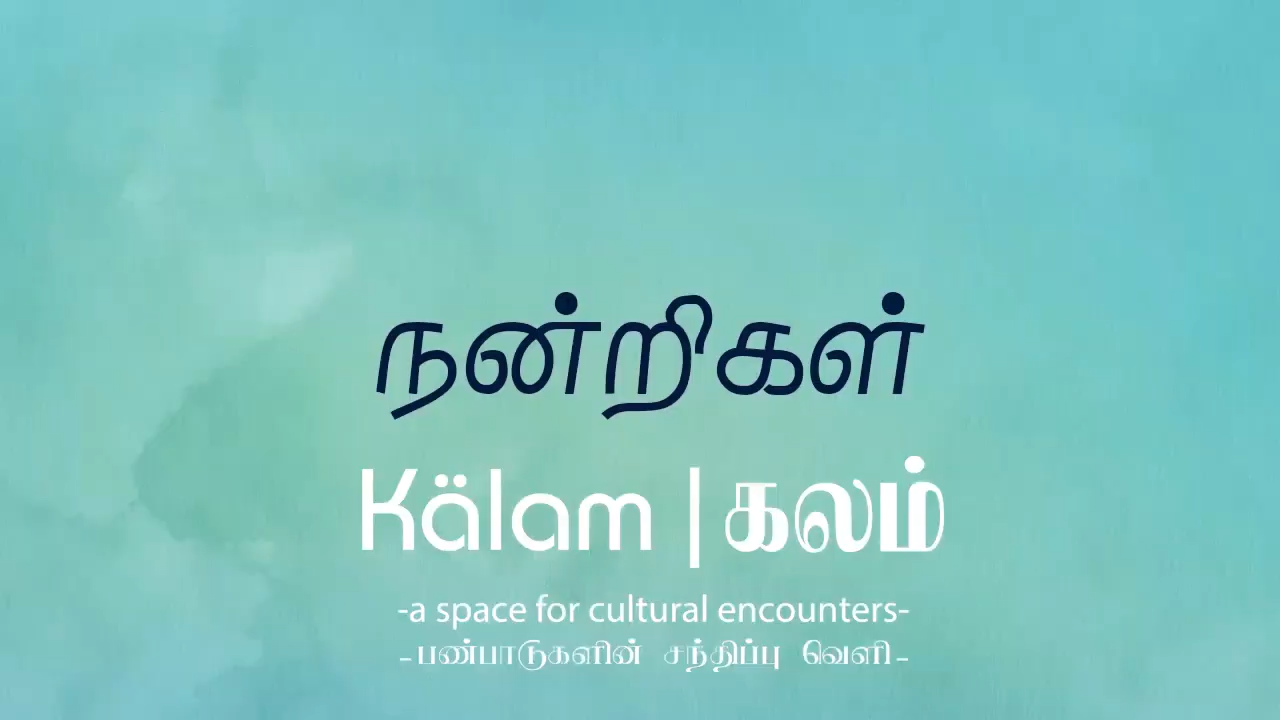 நன்றிகள்
Kälam | கலம்
-a space for cultural encounters-
-பண்பாடுகளின் சந்திப்பு வெளி-